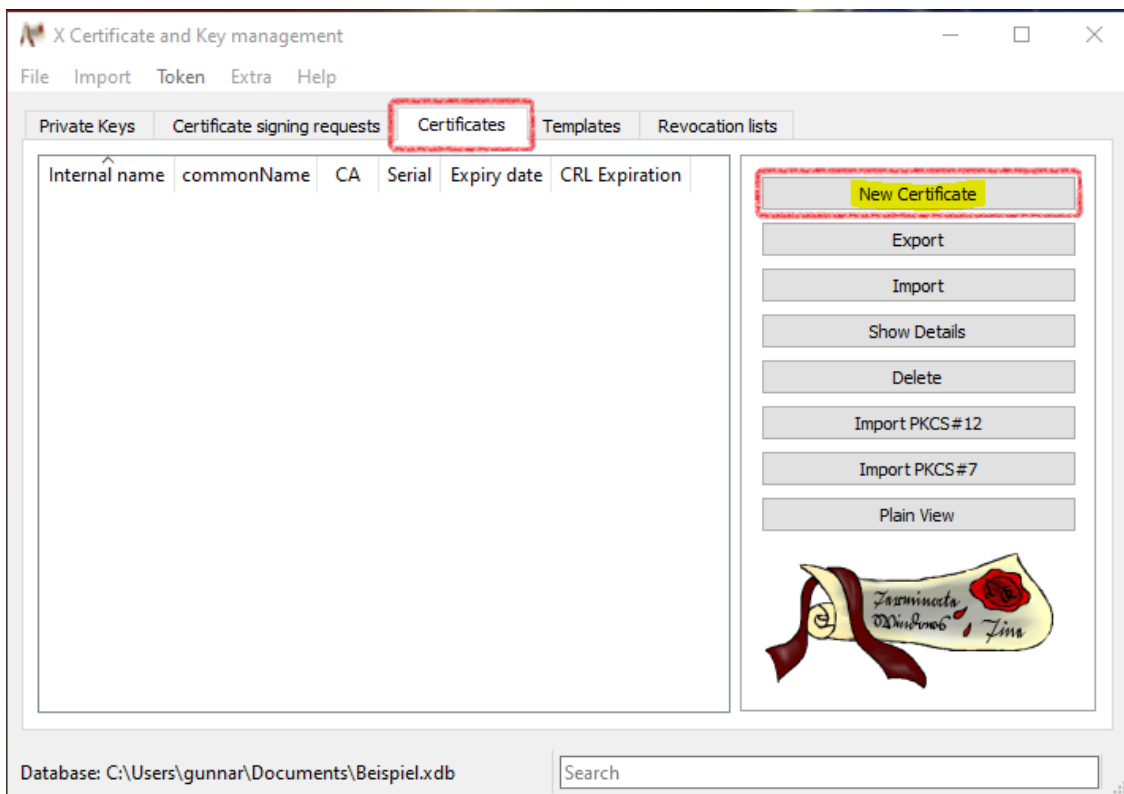 X Certificate and Key management
File Import Token Extra Help
Private Keys Certificate signing requests Certificates Templates Revocation lists
Internal name commonName CA Serial Expiry date CRL Expiration
New Certificate
Export
Import
Show Details
Delete
Import PKCS#12
Import PKCS#7
Plain View
Database: C:\Users\gunnar\Documents\Beispiel.xdb
Search